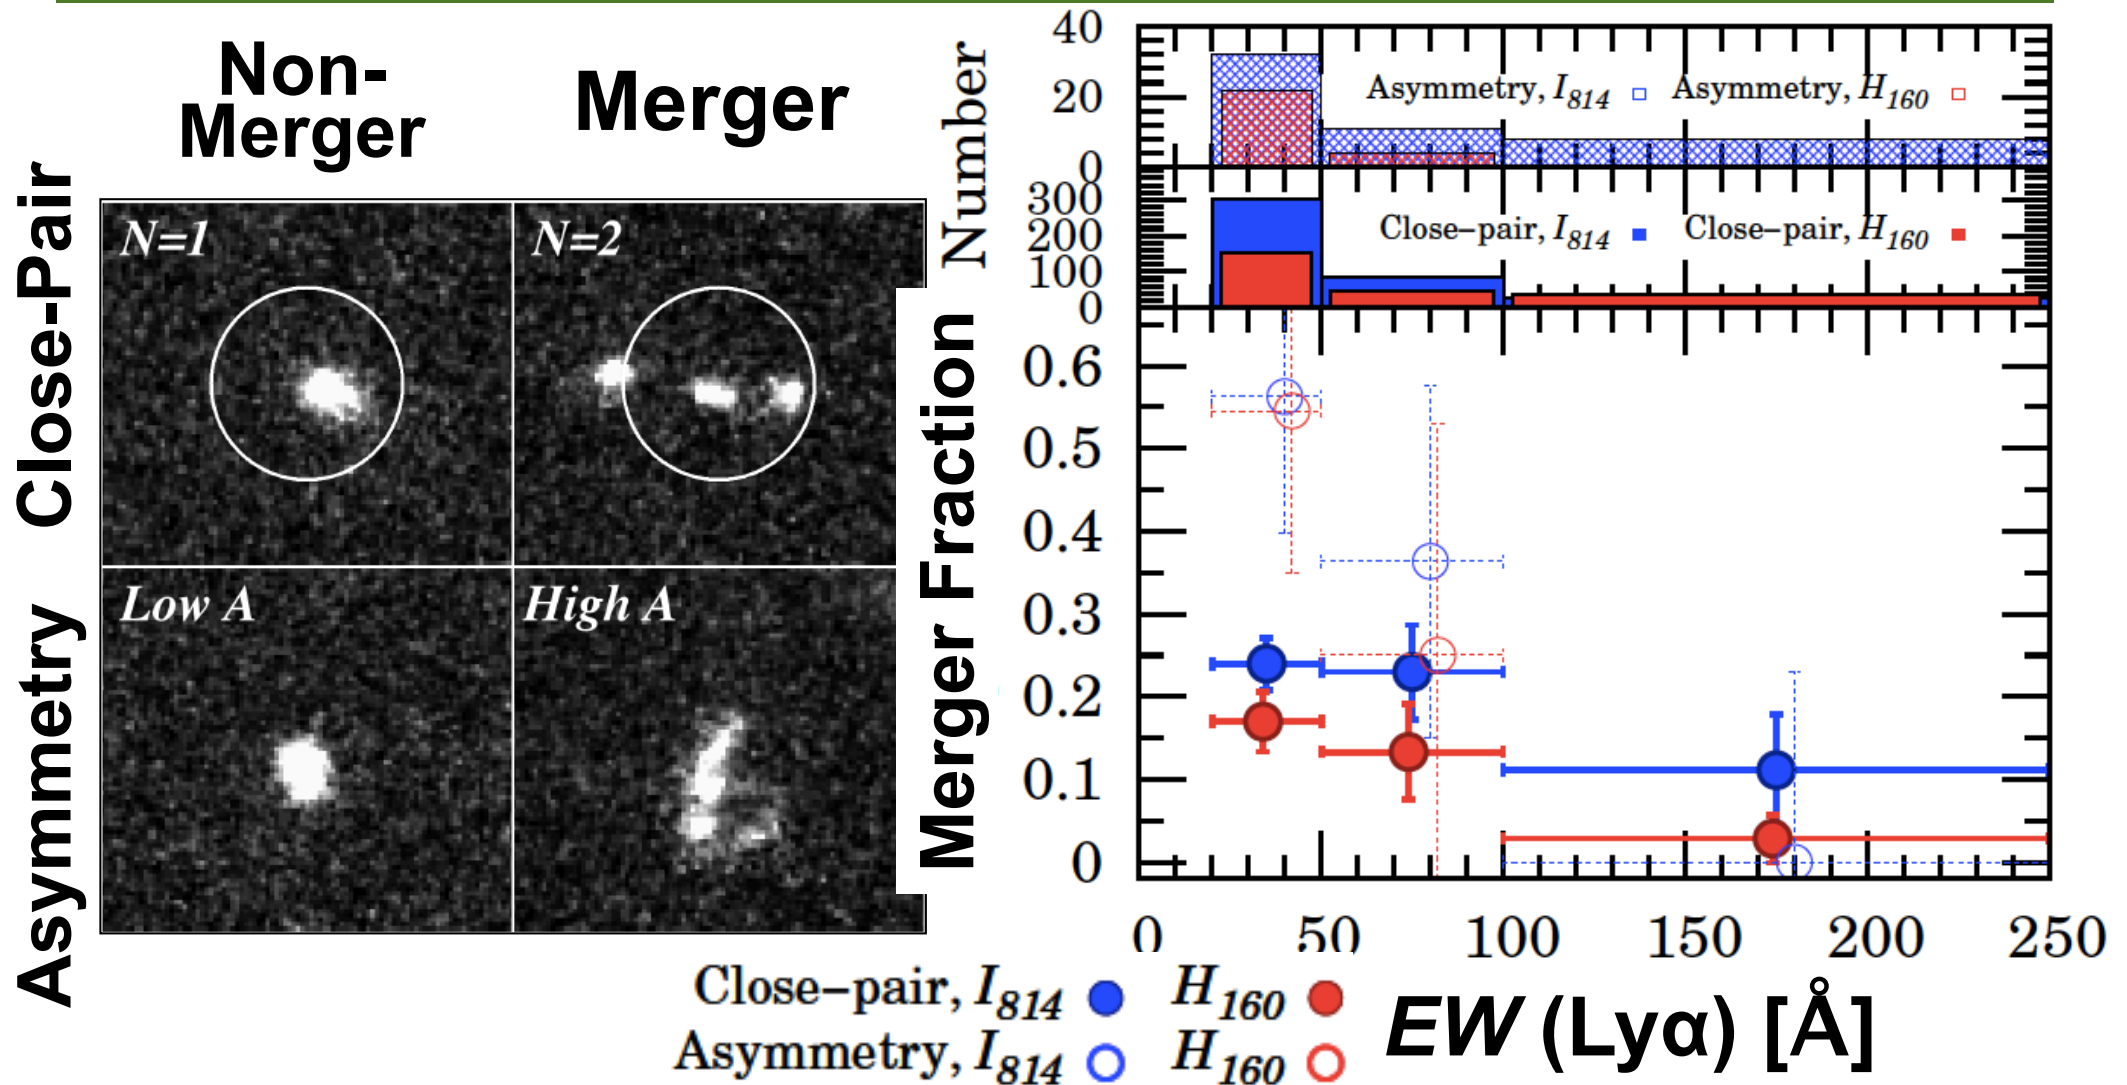 Non-
Merger
Merger
Close-Pair
Asymmetry
N=1
N=2
Low A
High A
Number
40
20
0
Asymmetry, I814
Asymmetry, H160
300
200
100
0
Close-pair, I814
Close-pair, H160
Merger Fraction
0.6
0.5
0.4
0.3
0.2
0.1
0
0 50 100 150 200 250
Close-pair, I814 H160
Asymmetry, I814 H160
EW (Lyα) [Å]